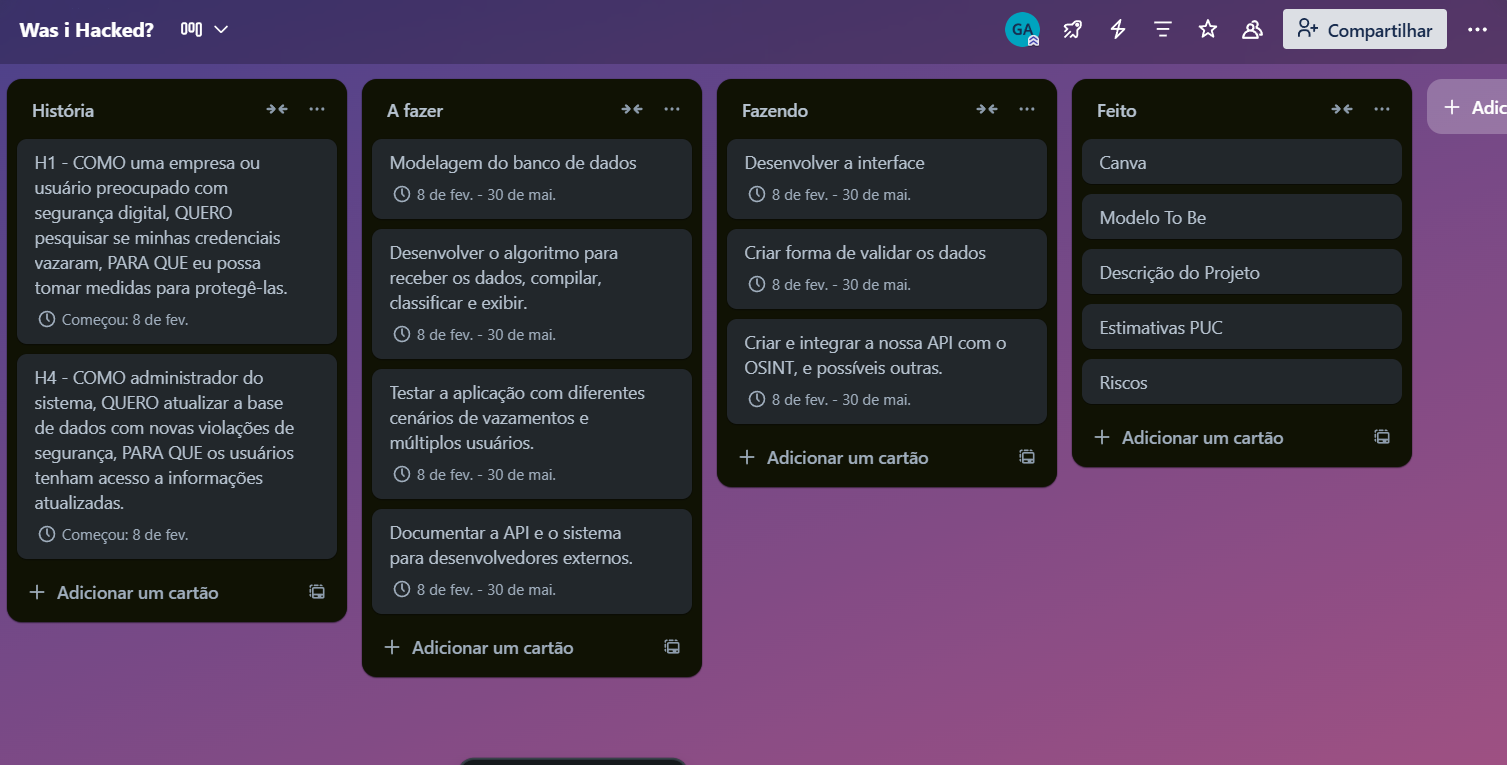 Was i Hacked?
GA
Compartilhar
História
H1 - COMO uma empresa ou
usuário preocupado com
segurança digital, QUERO
pesquisar se minhas credenciais
vazaram, PARA QUE eu possa
tomar medidas para protegê-las.
Começou: 8 de fev.
H4 - COMO administrador do
sistema, QUERO atualizar a base
de dados com novas violações de
segurança, PARA QUE os usuários
tenham acesso a informações
atualizadas.
Começou: 8 de fev.
+ Adicionar um cartão
A fazer
Modelagem do banco de dados
8 de fev. - 30 de mai.
Desenvolver o algoritmo para
receber os dados, compilar,
classificar e exibir.
8 de fev. - 30 de mai.
Testar a aplicação com diferentes
cenários de vazamentos e
múltiplos usuários.
8 de fev. - 30 de mai.
Documentar a API e o sistema
para desenvolvedores externos.
8 de fev. - 30 de mai.
+ Adicionar um cartão
Fazendo
Desenvolver a interface
8 de fev. - 30 de mai.
Criar forma de validar os dados
8 de fev. - 30 de mai.
Criar e integrar a nossa API com o
OSINT, e possíveis outras.
8 de fev. - 30 de mai.
+ Adicionar um cartão
Feito
Canva
Modelo To Be
Descrição do Projeto
Estimativas PUC
Riscos
+ Adicionar um cartão
+ Adic